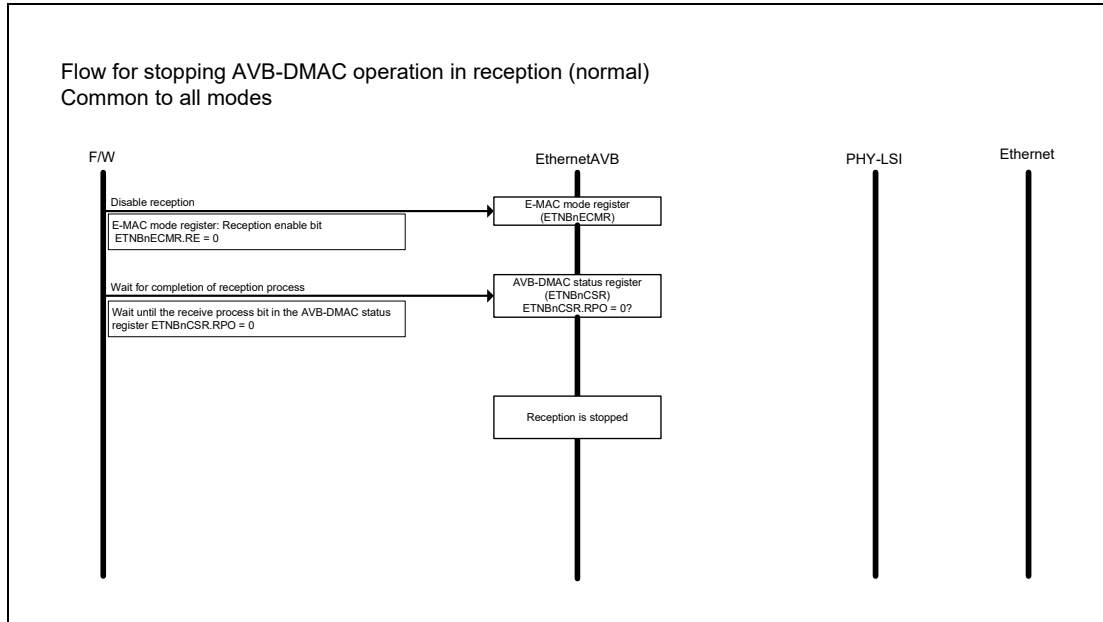 Flow for stopping AVB-DMAC operation in reception (normal)
Common to all modes
F/W
EthernetAVB
PHY-LSI
Ethernet
Disable reception
E-MAC mode register: Reception enable bit
ETNBnECMR.RE = 0
E-MAC mode register
(ETNBnECMR)
Wait for completion of reception process
Wait until the receive process bit in the AVB-DMAC status
register ETNBnCSR.RPO = 0
AVB-DMAC status register
(ETNBnCSR)
ETNBnCSR.RPO = 0?
Reception is stopped